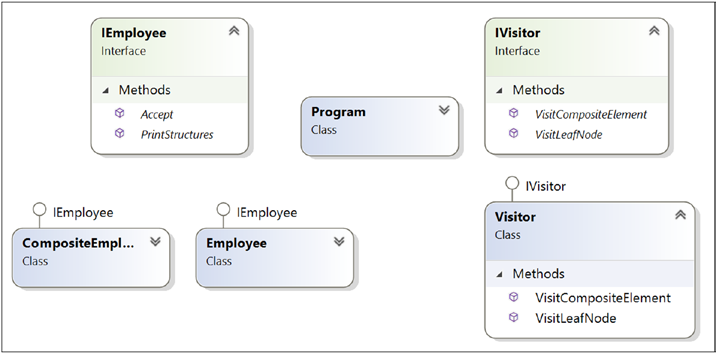 IEmployee
Interface
Methods
Accept
PrintStructures
Program
Class
IVisitor
Interface
Methods
VisitCompositeElement
VisitLeafNode
IEmployee
CompositeEmpl...
Class
IEmployee
Employee
Class
IVisitor
Visitor
Class
Methods
VisitCompositeElement
VisitLeafNode